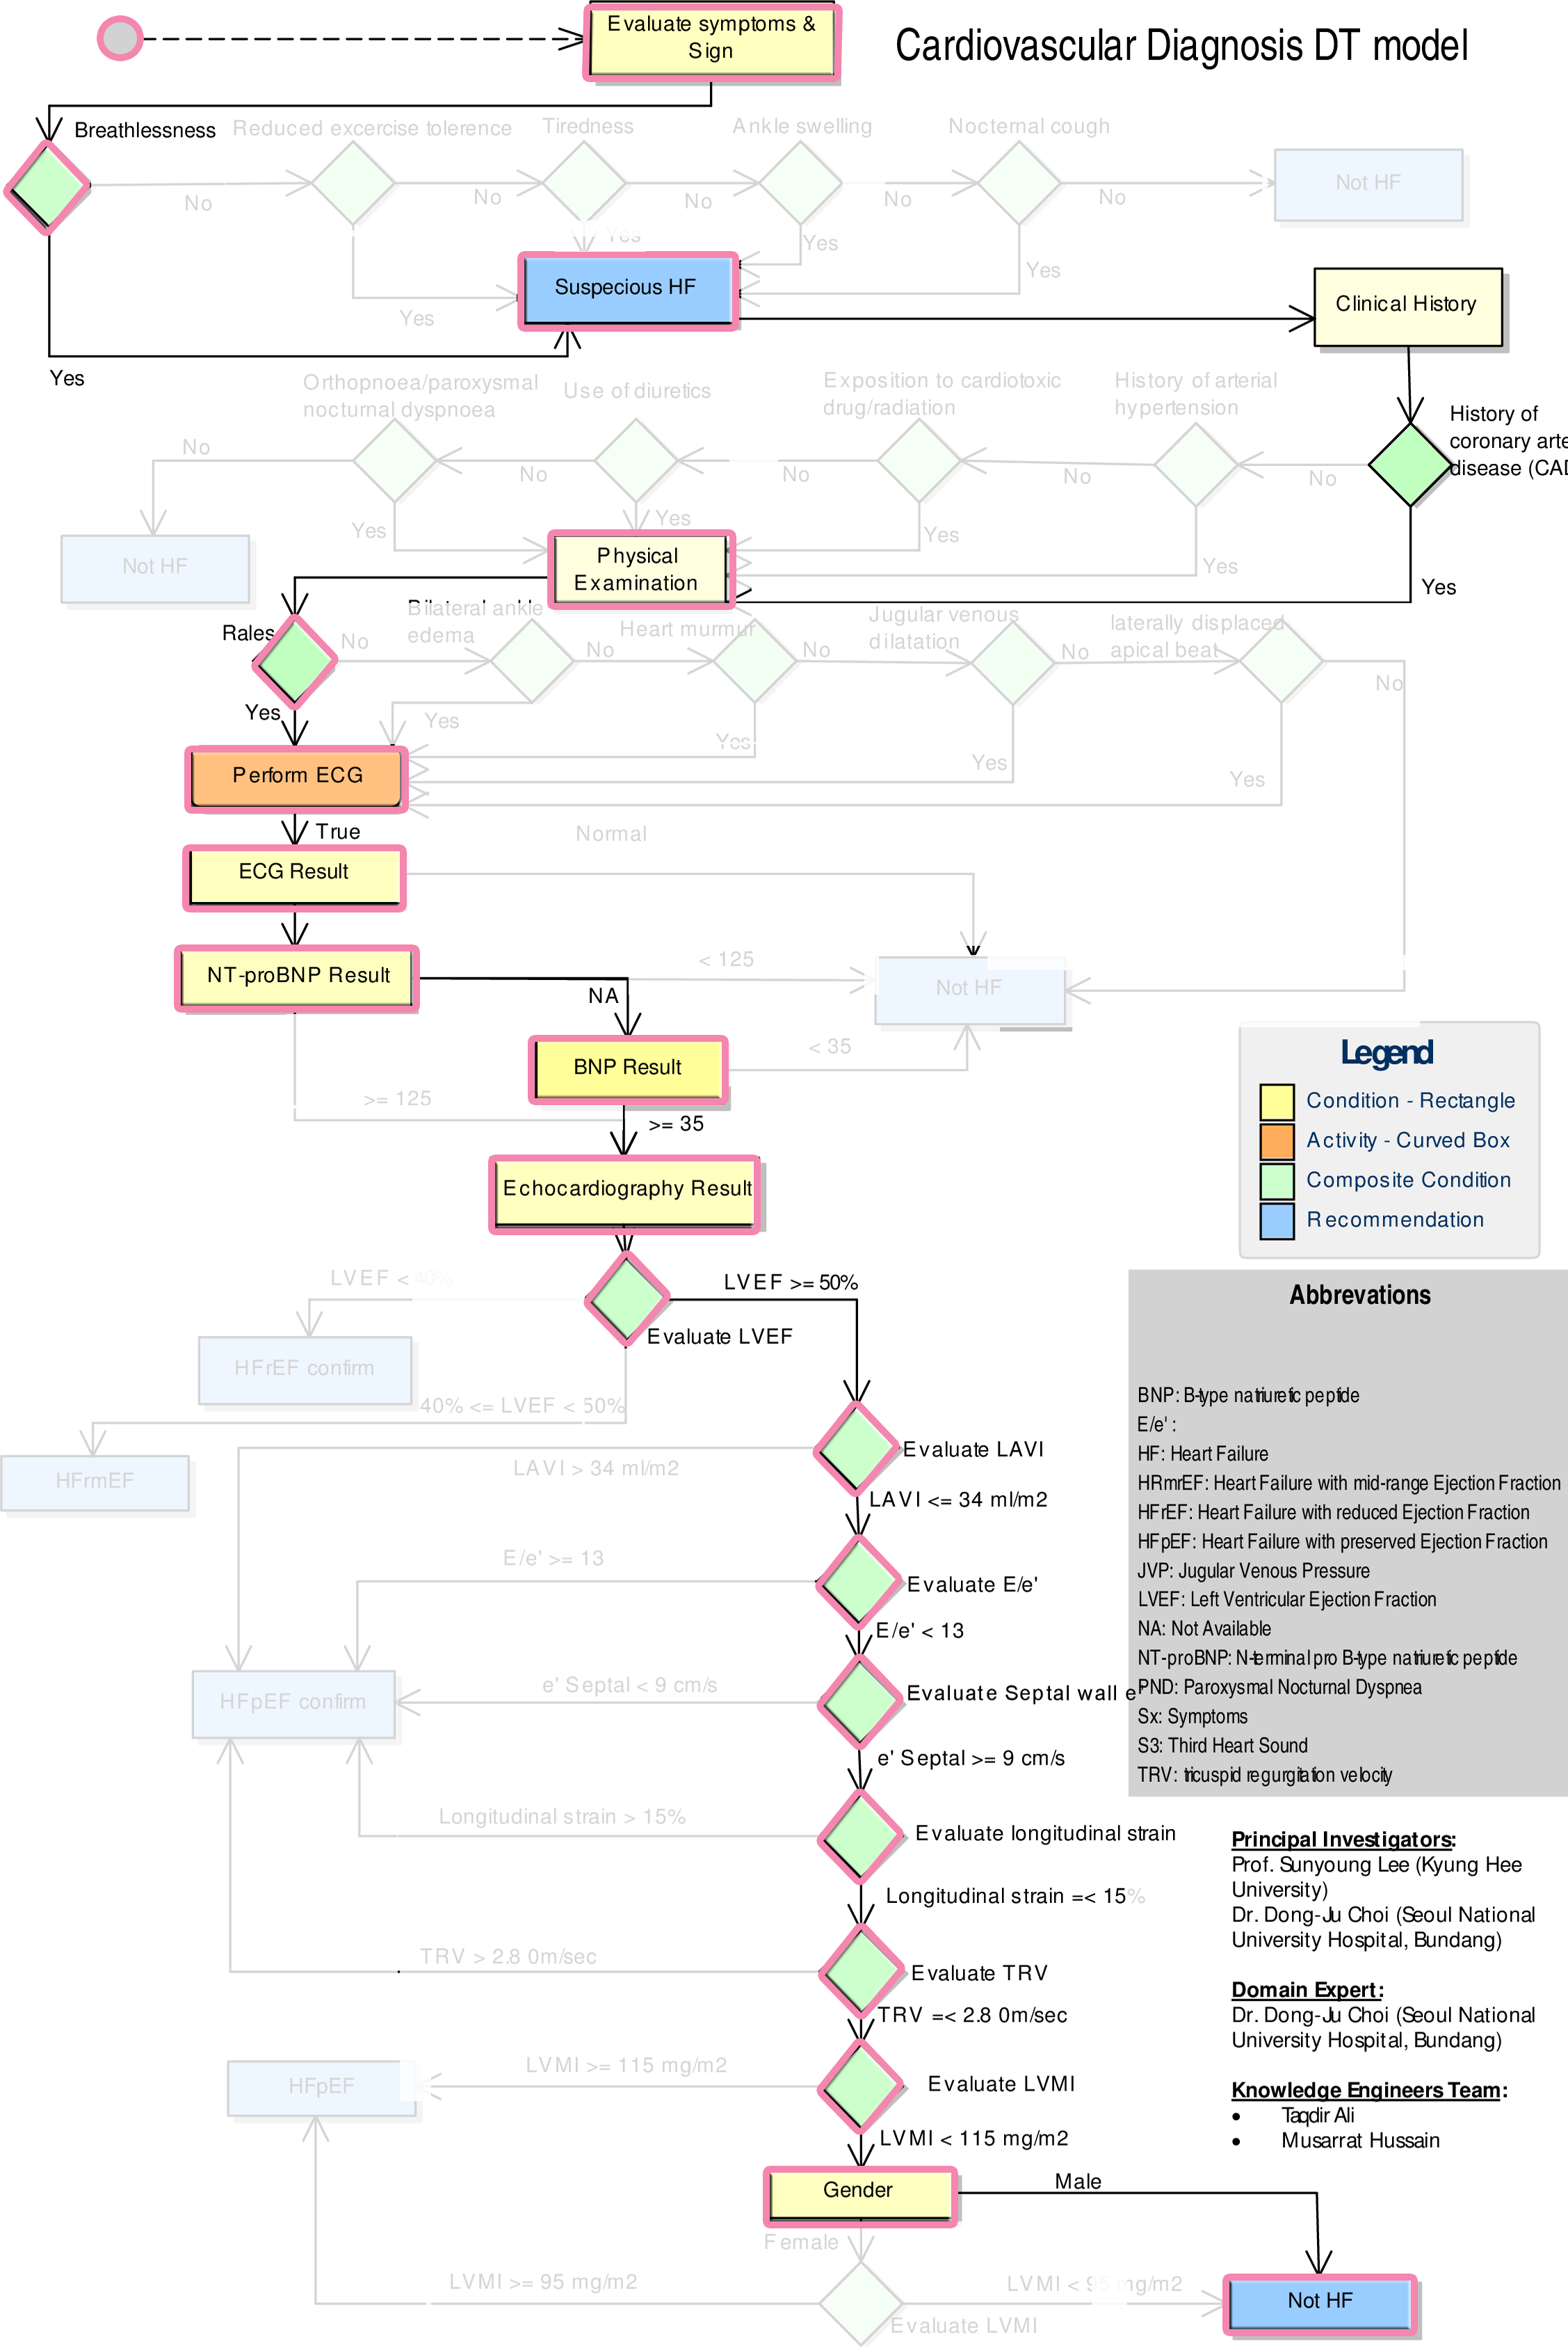 Evaluate symptoms &
Sign
Cardiovascular Diagnosis DT model
Breathlessness
Reduced excercise tolerence
Tiredness
Ankle swelling
Nocternal cough
No
No
No
No
No
Not HF
Yes
Yes
Yes
Yes
Suspecious HF
Clinical History
Yes
Orthopnoea/paroxysmal
nocturnal dyspnoea
Use of diuretics
Exposition to cardiotoxic
drug/radiation
History of arterial
hypertension
History of
coronary arte
disease (CAD
No
No
No
No
No
Yes
Yes
Yes
Yes
Yes
Not HF
Physical
Examination
Rales
Bilateral ankle
edema
Heart murmur
Jugular venous
dilatation
laterally displaced
apical beat
No
No
No
No
No
Yes
Yes
Yes
Yes
Yes
Perform ECG
True
Normal
ECG Result
NT-proBNP Result
< 125
NA
Not HF
BNP Result
< 35
>= 125
>= 35
Legend
Condition - Rectangle
Activity - Curved Box
Composite Condition
Recommendation
Echocardiography Result
LVEF < 40%
LVEF >= 50%
Evaluate LVEF
HFrEF confirm
40% <= LVEF < 50%
HFrmEF
Abbrevations
BNP: B-type natriuretic peptide
E/e' :
HF: Heart Failure
HRmrEF: Heart Failure with mid-range Ejection Fraction
HFrEF: Heart Failure with reduced Ejection Fraction
HFpEF: Heart Failure with preserved Ejection Fraction
JVP: Jugular Venous Pressure
LVEF: Left Ventricular Ejection Fraction
NA: Not Available
NT-proBNP: N-terminal pro B-type natriuretic peptide
PND: Paroxysmal Nocturnal Dyspnea
Sx: Symptoms
S3: Third Heart Sound
TRV: tricuspid regurgitation velocity
Evaluate LAVI
LAVI > 34 ml/m2
LAVI <= 34 ml/m2
E/e' >= 13
Evaluate E/e'
E/e' < 13
HFpEF confirm
e' Septal < 9 cm/s
Evaluate Septal wall e'
e' Septal >= 9 cm/s
Longitudinal strain > 15%
Evaluate longitudinal strain
Longitudinal strain =< 15%
TRV > 2.8 0m/sec
Evaluate TRV
TRV =< 2.8 0m/sec
Principal Investigators:
Prof. Sunyoung Lee (Kyung Hee
University)
Dr. Dong-Ju Choi (Seoul National
University Hospital, Bundang)
Domain Expert:
Dr. Dong-Ju Choi (Seoul National
University Hospital, Bundang)
Knowledge Engineers Team:
• Taqdir Ali
• Musarrat Hussain
HFpEF
LVMI >= 115 mg/m2
Evaluate LVMI
LVMI < 115 mg/m2
Gender
Male
Female
LVMI >= 95 mg/m2
LVMI < 95 mg/m2
Evaluate LVMI
Not HF